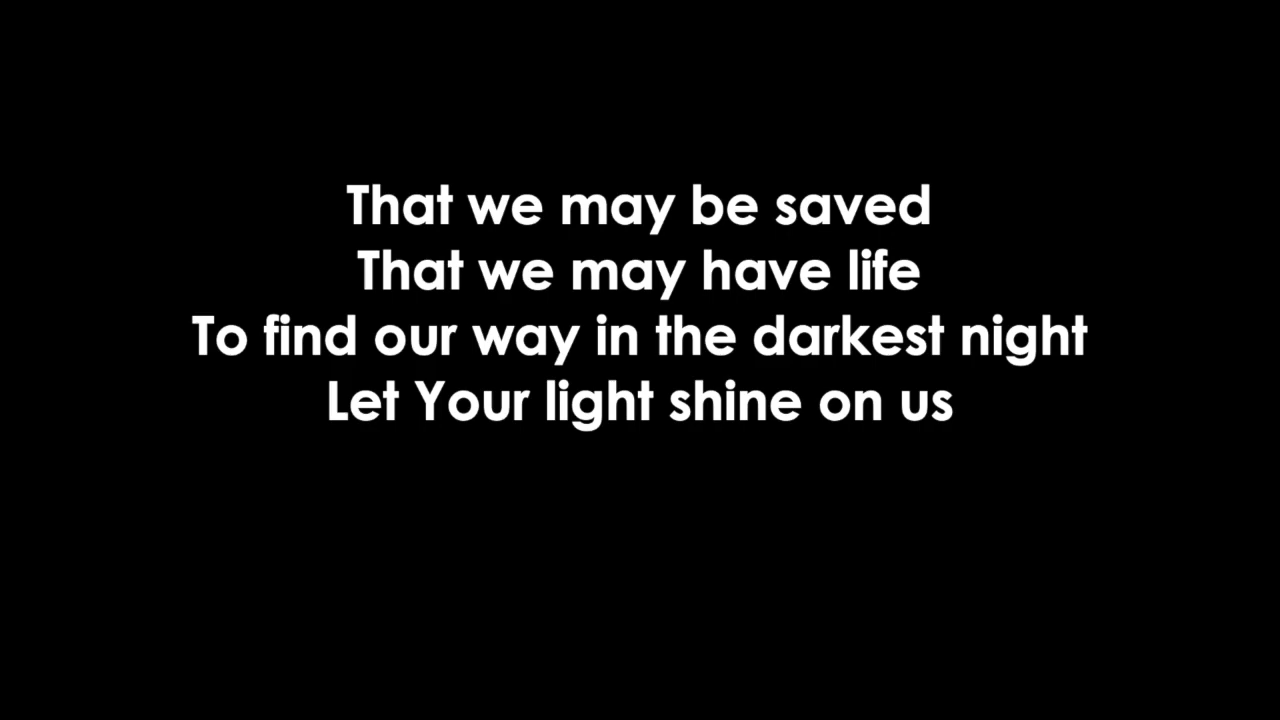 That we may be saved
That we may have life
To find our way in the darkest night
Let Your light shine on us